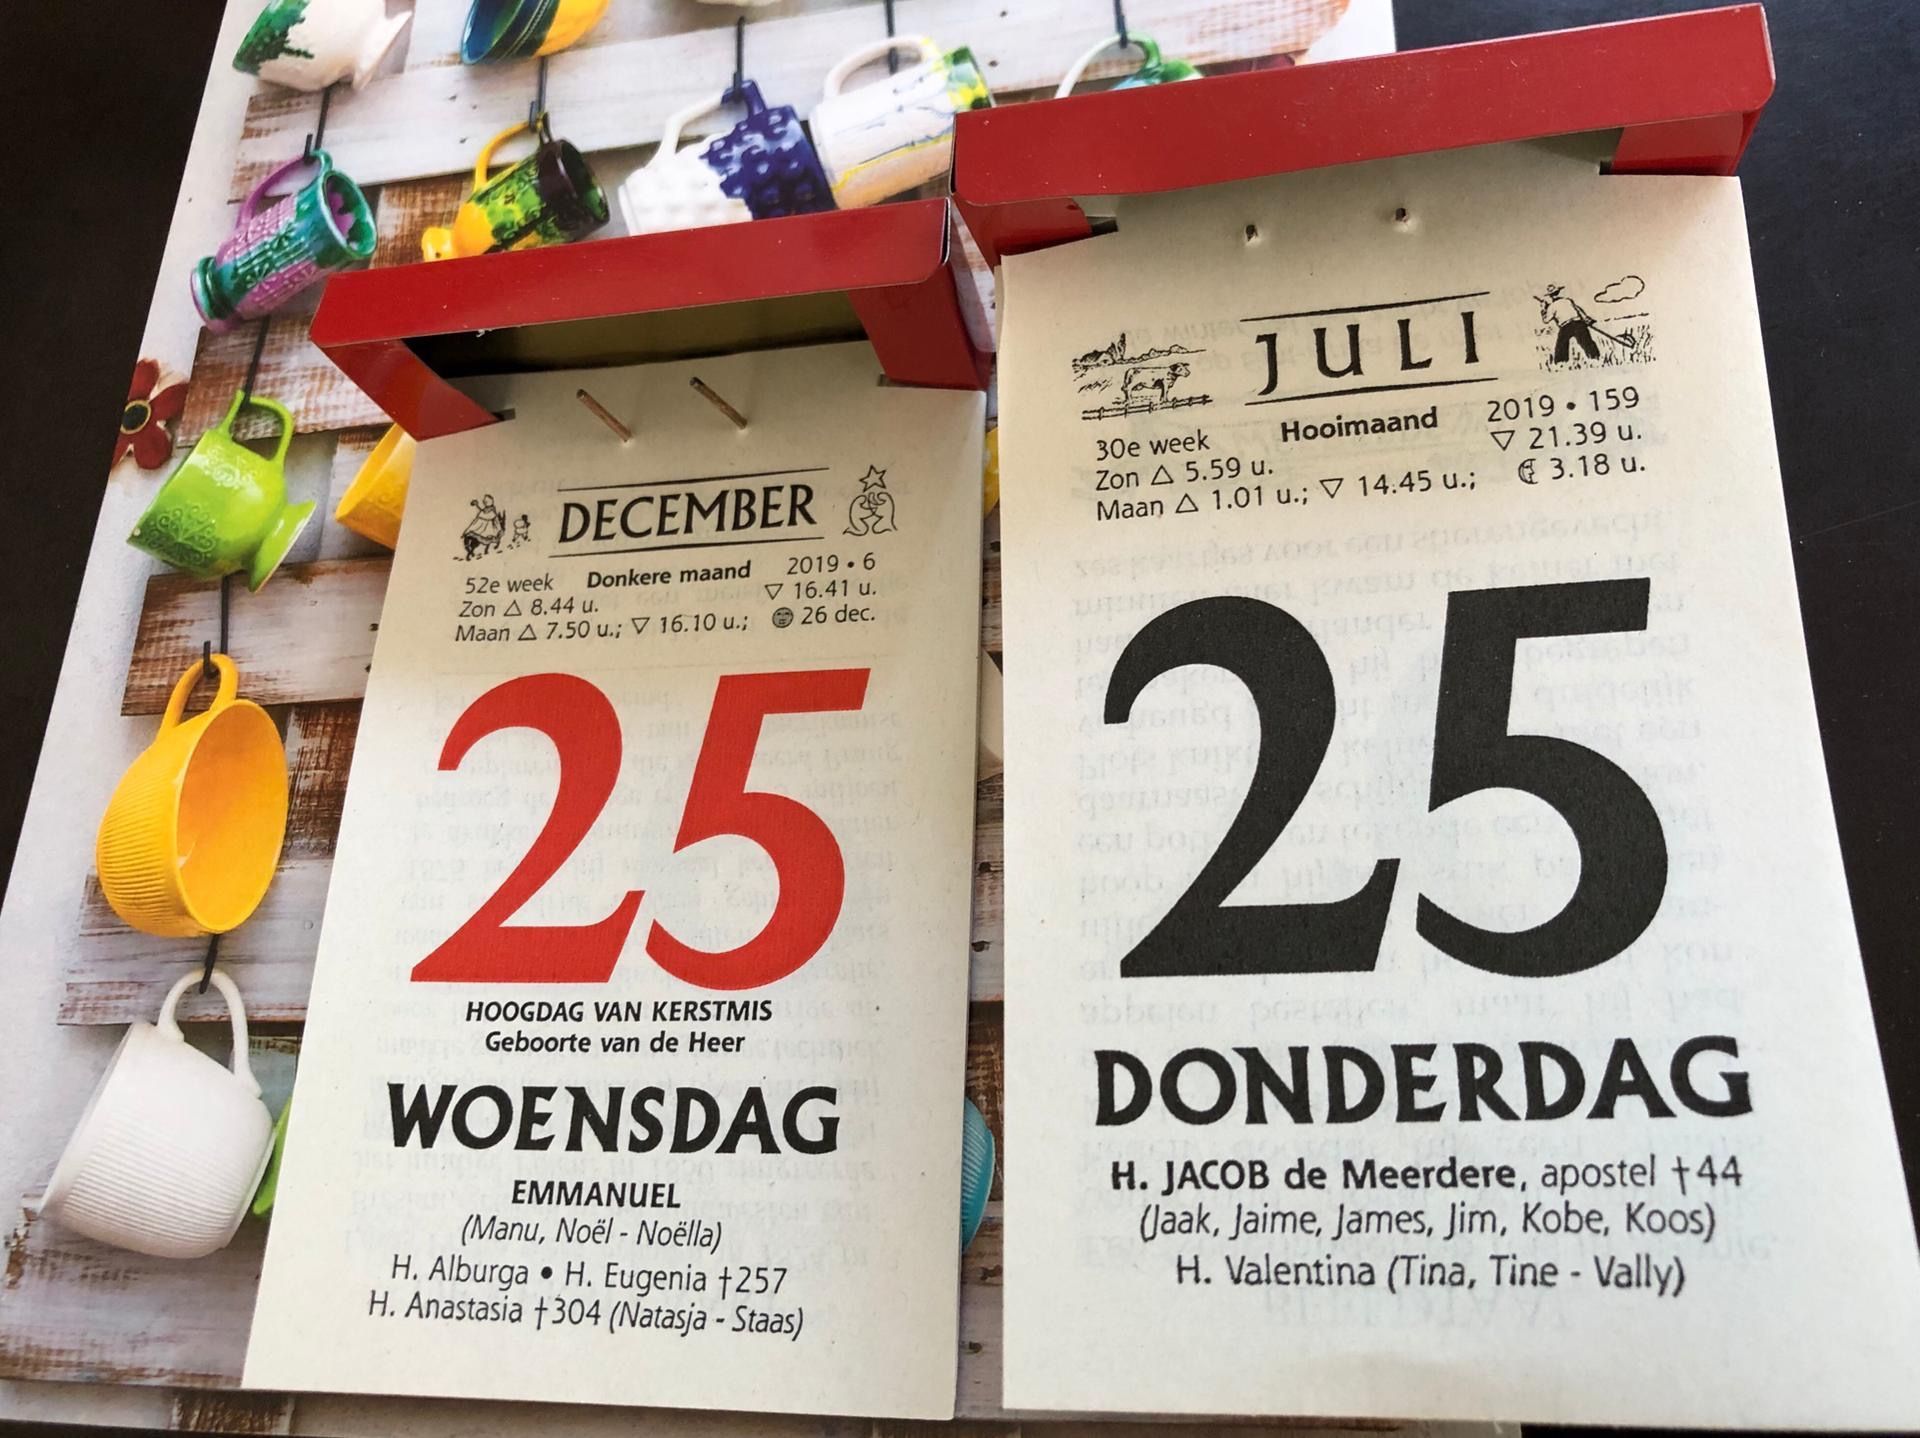 DECEMBER
52e week Donkere maand 2019 • 6
Zon △ 8.44 u. ▽ 16.41 u.
Maan △ 7.50 u.; ▽ 16.10 u.; 26 dec.
25
HOOGDAG VAN KERSTMIS
Geboorte van de Heer
WOENSDAG
EMMANUEL
(Manu, Noël - Noëlla)
H. Alburga • H. Eugenia †257
H. Anastasia †304 (Natasja - Staas)
JULI
30e week Hooimaand 2019 • 159
Zon △ 5.59 u. ▽ 21.39 u.
Maan △ 1.01 u.; ▽ 14.45 u.; ☾ 3.18 u.
25
DONDERDAG
H. JACOB de Meerdere, apostel †44
(Jaak, Jaime, James, Jim, Kobe, Koos)
H. Valentina (Tina, Tine - Vally)